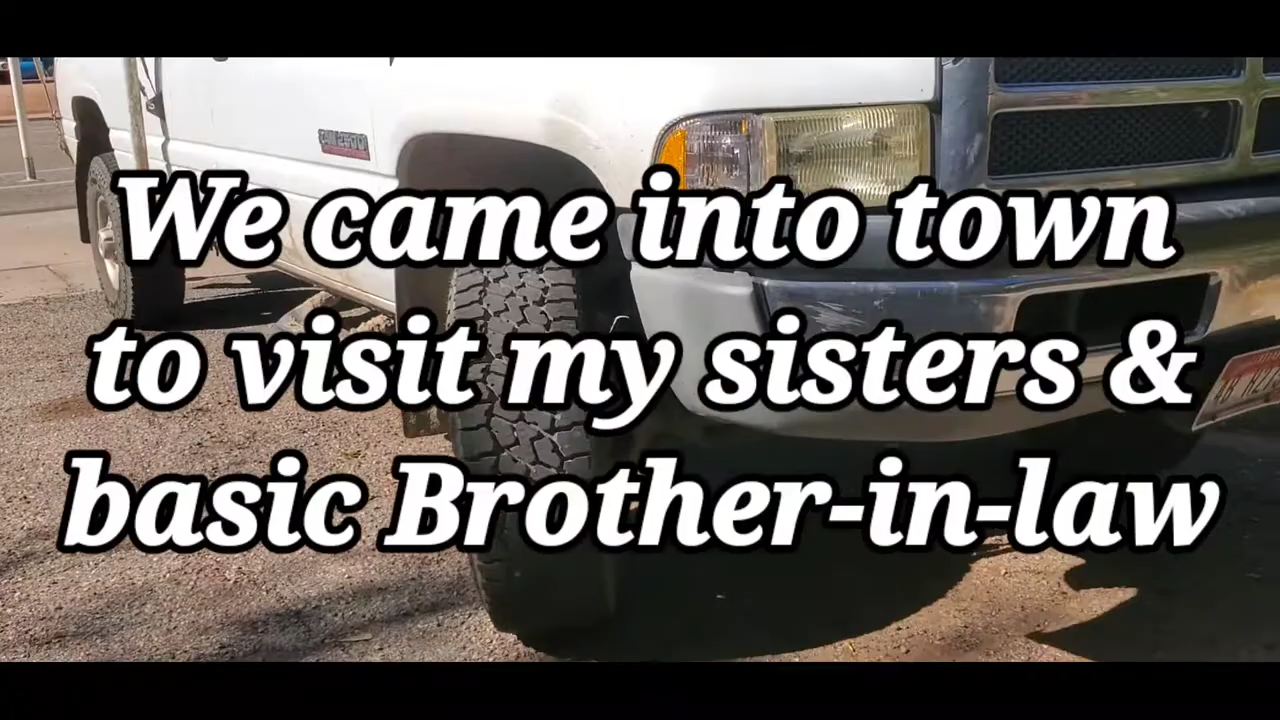 We came into town
to visit my sisters &
basic Brother-in-law